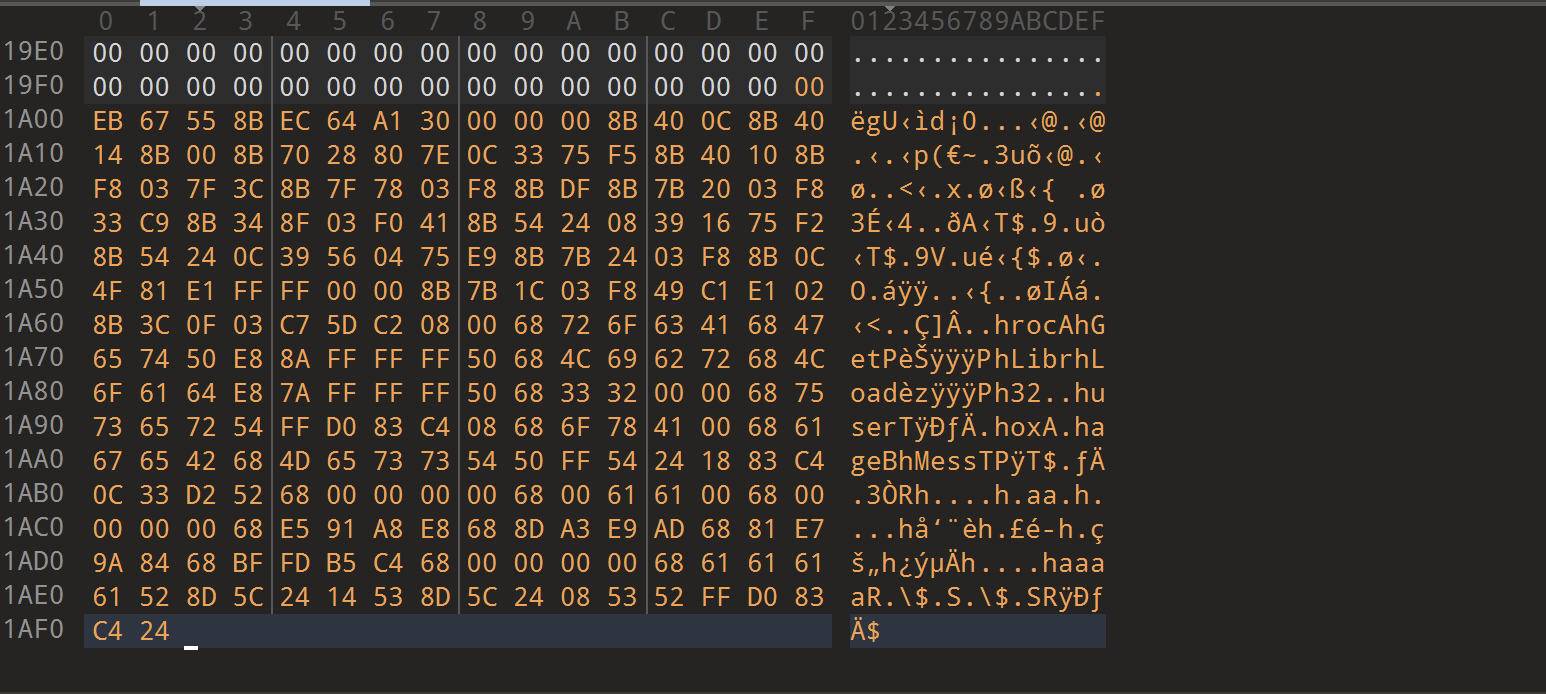 0 1 2 3 4 5 6 7 8 9 A B C D E F 0123456789ABCDEF
19E0 00 00 00 00 00 00 00 00 00 00 00 00 00 00 00 00 ................
19F0 00 00 00 00 00 00 00 00 00 00 00 00 00 00 00 00 ................
1A00 EB 67 55 8B EC 64 A1 30 00 00 00 8B 40 0C 8B 40 ëgU‹ìd¡0...‹@.‹@
1A10 14 8B 00 8B 70 28 80 7E 0C 33 75 F5 8B 40 10 8B .‹.‹p(€~.3uõ‹@.‹
1A20 F8 03 7F 3C 8B 7F 78 03 F8 8B DF 8B 7B 20 03 F8 ø..<‹.x.ø‹ß‹{ .ø
1A30 33 C9 8B 34 8F 03 F0 41 8B 54 24 08 39 16 75 F2 3É‹4..ðA‹T$.9.uò
1A40 8B 54 24 0C 39 56 04 75 E9 8B 7B 24 03 F8 8B 0C ‹T$.9V.ué‹{$.ø‹.
1A50 4F 81 E1 FF FF 00 00 8B 7B 1C 03 F8 49 C1 E1 02 O.áÿÿ..‹{..øIÁá.
1A60 8B 3C 0F 03 C7 5D C2 08 00 68 72 6F 63 41 68 47 ‹<..Ç]Â..hrocAhG
1A70 65 74 50 E8 8A FF FF FF 50 68 4C 69 62 72 68 4C etPèŠÿÿÿPhLibrhL
1A80 6F 61 64 E8 7A FF FF FF 50 68 33 32 00 00 68 75 oadèzÿÿÿPh32..hu
1A90 73 65 72 54 FF D0 83 C4 08 68 6F 78 41 00 68 61 serTÿÐƒÄ.hoxA.ha
1AA0 67 65 42 68 4D 65 73 73 54 50 FF 54 24 18 83 C4 geBhMessTPÿT$.ƒÄ
1AB0 0C 33 D2 52 68 00 00 00 00 68 00 61 61 00 68 00 .3ÒRh....h.aa.h.
1AC0 00 00 00 68 E5 91 A8 E8 68 8D A3 E9 AD 68 81 E7 ...hå‘¨èh.£é-h.ç
1AD0 9A 84 68 BF FD B5 C4 68 00 00 00 00 68 61 61 61 š„h¿ýµÄh....haaa
1AE0 61 52 8D 5C 24 14 53 8D 5C 24 08 53 52 FF D0 83 aR.\$.S.\$.SRÿÐƒ
1AF0 C4 24 Ä$